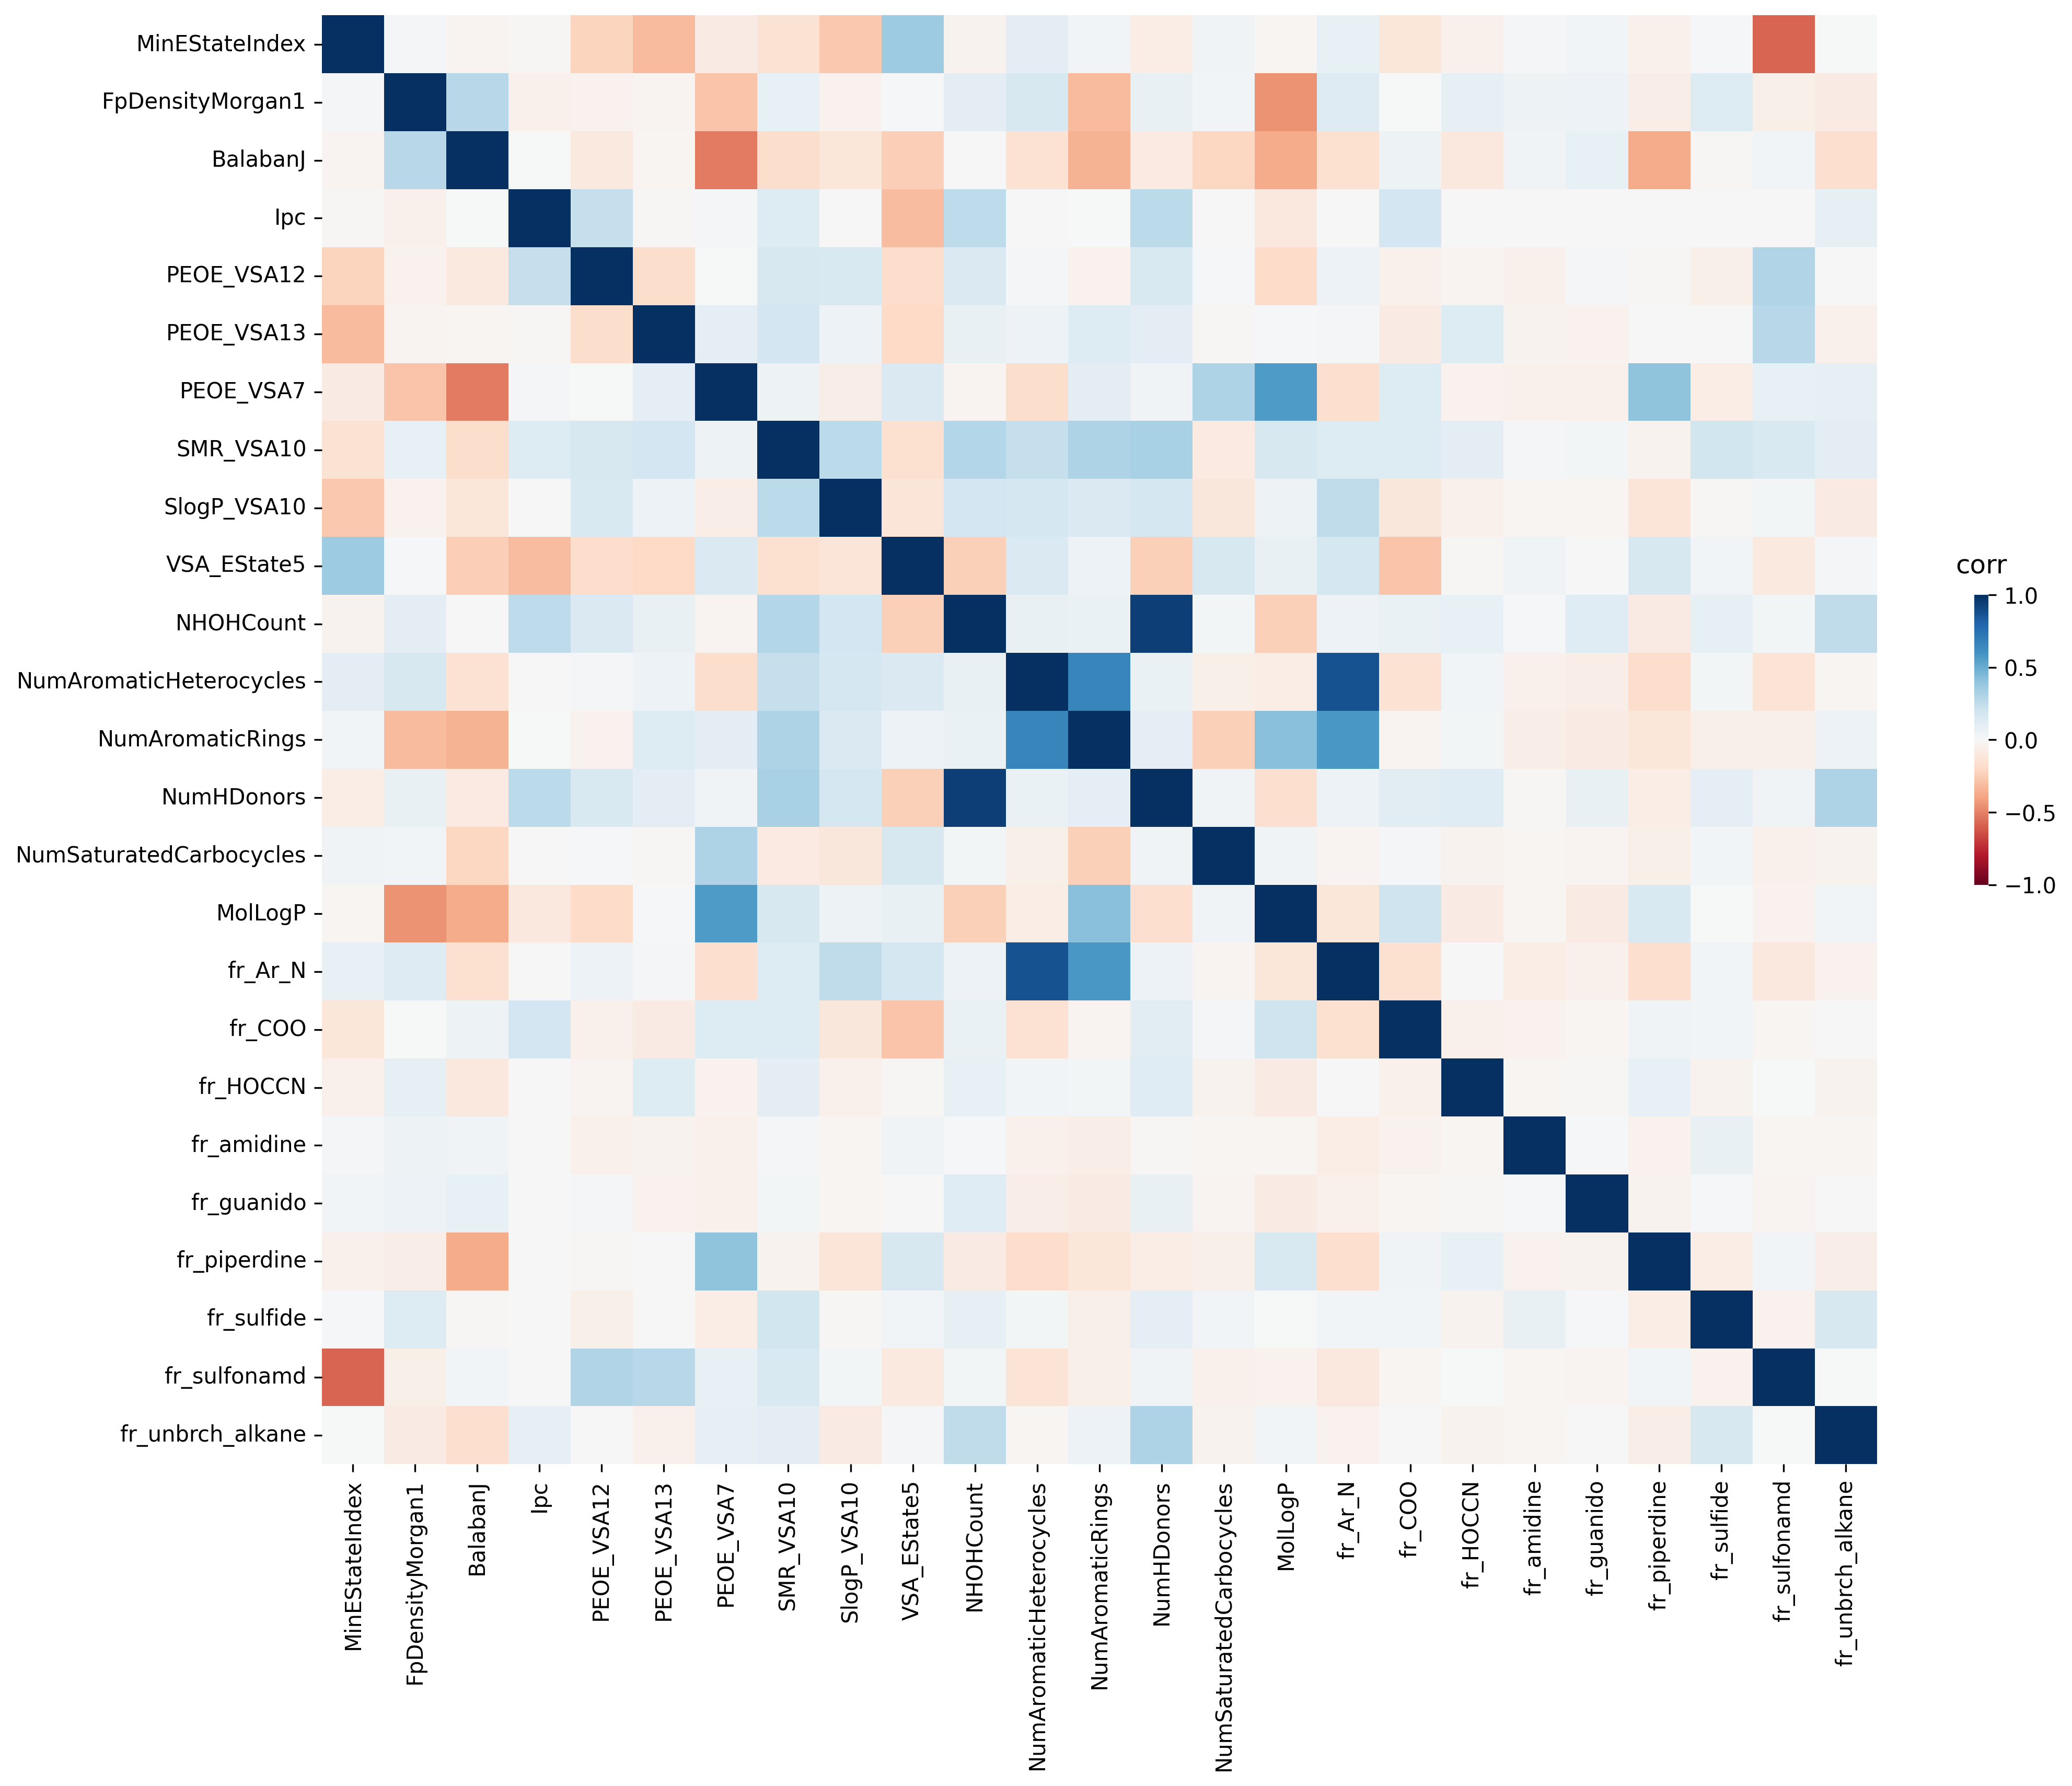 MinEStateIndex
FpDensityMorgan1
BalabanJ
Ipc
PEOE_VSA12
PEOE_VSA13
PEOE_VSA7
SMR_VSA10
SlogP_VSA10
VSA_EState5
NHOHCount
NumAromaticHeterocycles
NumAromaticRings
NumHDonors
NumSaturatedCarbocycles
MolLogP
fr_Ar_N
fr_COO
fr_HOCCN
fr_amidine
fr_guanido
fr_piperdine
fr_sulfide
fr_sulfonamd
fr_unbrch_alkane
MinEStateIndex
FpDensityMorgan1
BalabanJ
Ipc
PEOE_VSA12
PEOE_VSA13
PEOE_VSA7
SMR_VSA10
SlogP_VSA10
VSA_EState5
NHOHCount
NumAromaticHeterocycles
NumAromaticRings
NumHDonors
NumSaturatedCarbocycles
MolLogP
fr_Ar_N
fr_COO
fr_HOCCN
fr_amidine
fr_guanido
fr_piperdine
fr_sulfide
fr_sulfonamd
fr_unbrch_alkane
corr
1.0
0.5
0.0
−0.5
−1.0